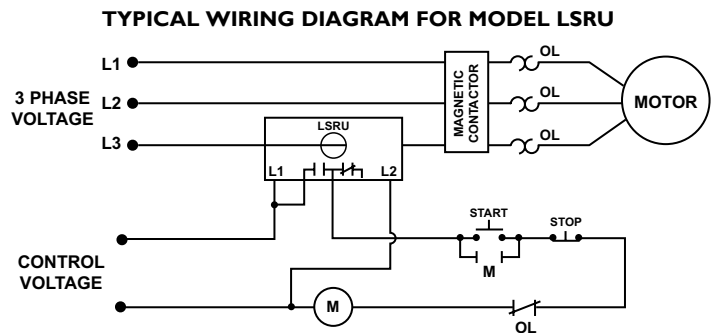 TYPICAL WIRING DIAGRAM FOR MODEL LSRU
L1
OL
3 PHASE
VOLTAGE
L2
MAGNETIC
CONTACTOR
OL
MOTOR
L3
LSRU
OL
L1
L2
START
STOP
M
CONTROL
VOLTAGE
M
OL